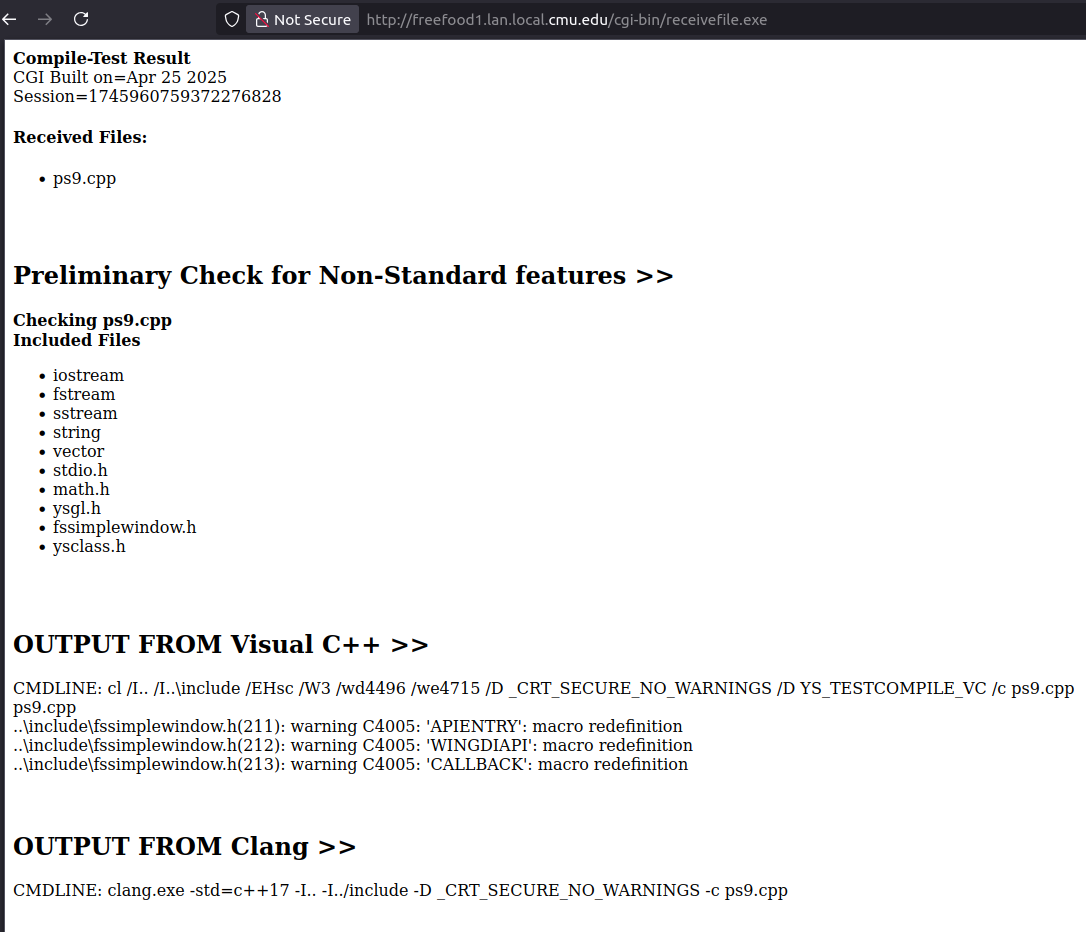 Not Secure http://freefood1.lan.local.cmu.edu/cgi-bin/receivefile.exe
Compile-Test Result
CGI Built on=Apr 25 2025
Session=1745960759372276828
Received Files:
• ps9.cpp
Preliminary Check for Non-Standard features >>
Checking ps9.cpp
Included Files
• iostream
• fstream
• sstream
• string
• vector
• stdio.h
• math.h
• ysgl.h
• fssimplewindow.h
• ysclass.h
OUTPUT FROM Visual C++ >>
CMDLINE: cl /I.. /I..\include /EHsc /W3 /wd4496 /we4715 /D _CRT_SECURE_NO_WARNINGS /D YS_TESTCOMPILE_VC /c ps9.cpp
ps9.cpp
..\include\fssimplewindow.h(211): warning C4005: 'APIENTRY': macro redefinition
..\include\fssimplewindow.h(212): warning C4005: 'WINGDIAPI': macro redefinition
..\include\fssimplewindow.h(213): warning C4005: 'CALLBACK': macro redefinition
OUTPUT FROM Clang >>
CMDLINE: clang.exe -std=c++17 -I.. -I../include -D _CRT_SECURE_NO_WARNINGS -c ps9.cpp